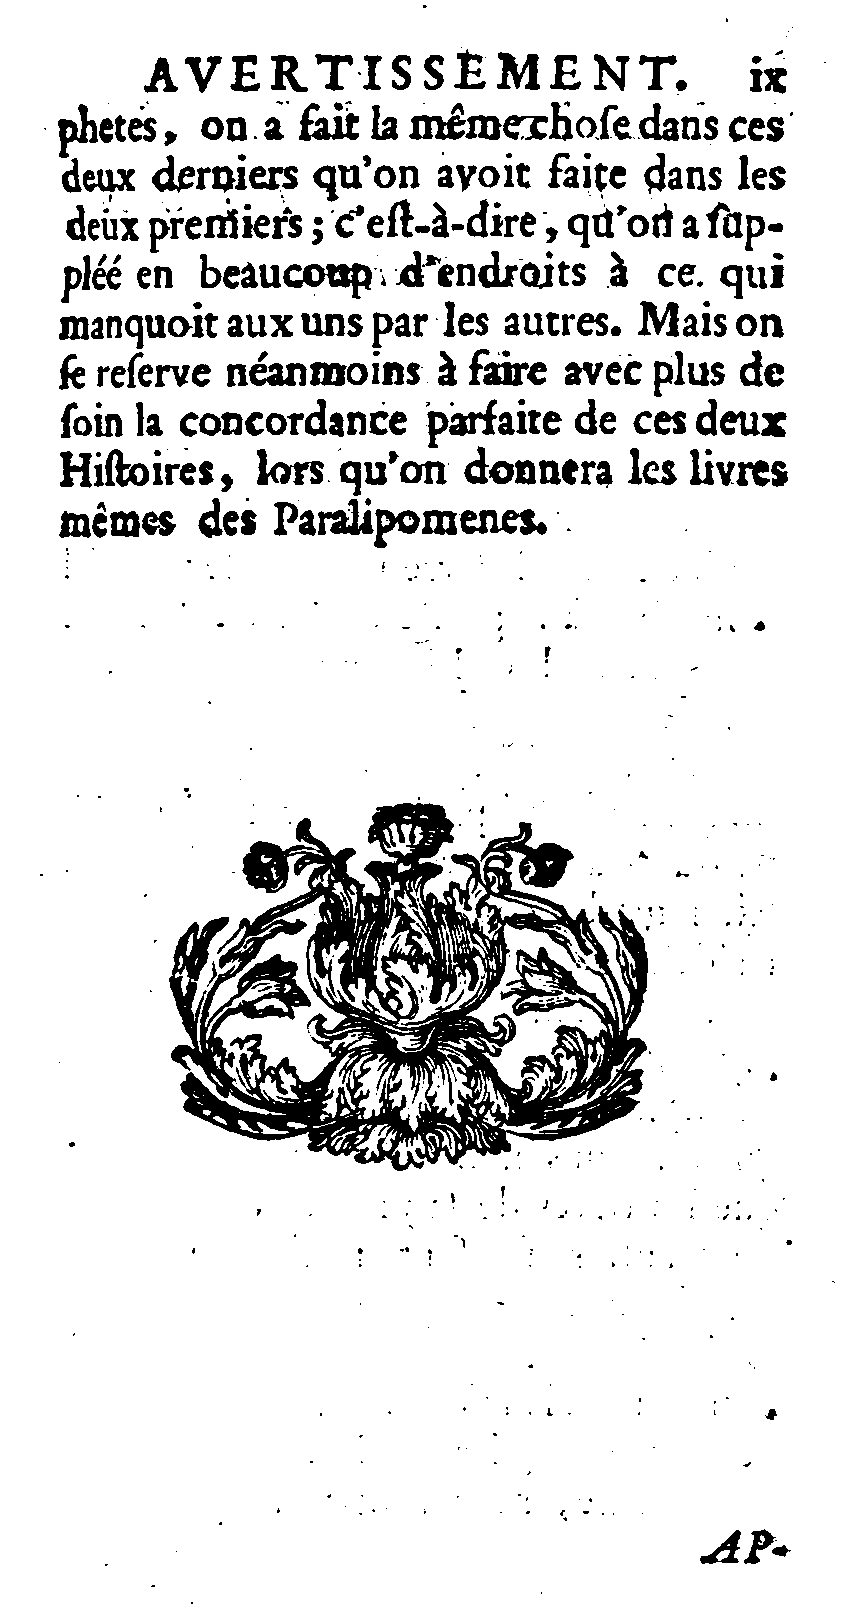 AVERTISSEMENT. ix
phetes, on a fait la même choſe dans ces
deux derniers qu'on avoit faite dans les
deux premiers ; c'eſt-à-dire, qu'on a ſup-
pléé en beaucoup d'endroits à ce qui
manquoit aux uns par les autres. Mais on
ſe reſerve néanmoins à faire avec plus de
ſoin la concordance parfaite de ces deux
Hiſtoires, lors qu'on donnera les livres
mêmes des Paralipomenes.
AP-